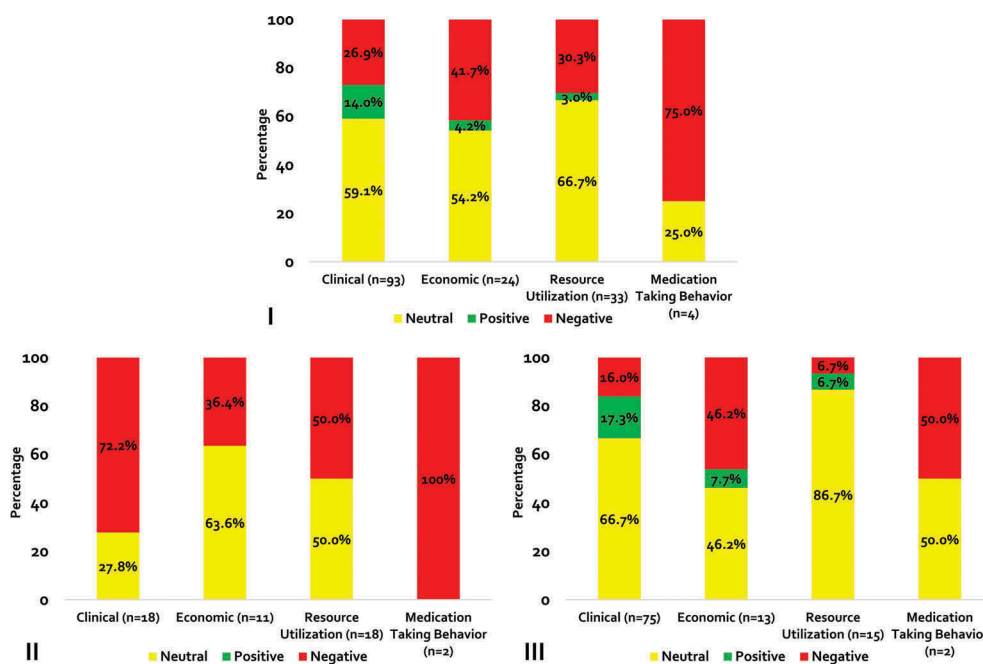 100
80
60
40
20
0
Percentage
26.9%
14.0%
59.1%
41.7%
4.2%
54.2%
30.3%
3.0%
66.7%
75.0%
25.0%
Clinical (n=93)
Economic (n=24)
Resource
Utilization (n=33)
Medication
Taking Behavior
(n=4)
I
Neutral
Positive
Negative
100
80
60
40
20
0
Percentage
72.2%
27.8%
36.4%
63.6%
50.0%
50.0%
100%
Clinical (n=18)
Economic (n=11)
Resource
Utilization (n=18)
Medication
Taking Behavior
(n=2)
II
Neutral
Positive
Negative
100
80
60
40
20
0
Percentage
16.0%
17.3%
66.7%
46.2%
7.7%
46.2%
6.7%
6.7%
86.7%
50.0%
50.0%
Clinical (n=75)
Economic (n=13)
Resource
Utilization (n=15)
Medication
Taking Behavior
(n=2)
III
Neutral
Positive
Negative